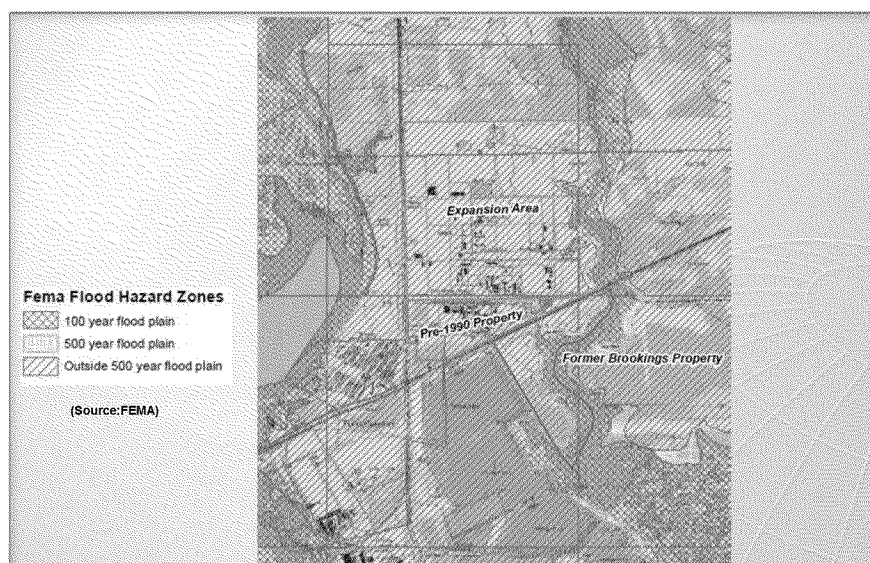 Expansion Area
Pre-1990 Property
Former Brookings Property
Fema Flood Hazard Zones
100 year flood plain
500 year flood plain
Outside 500 year flood plain
(Source:FEMA)